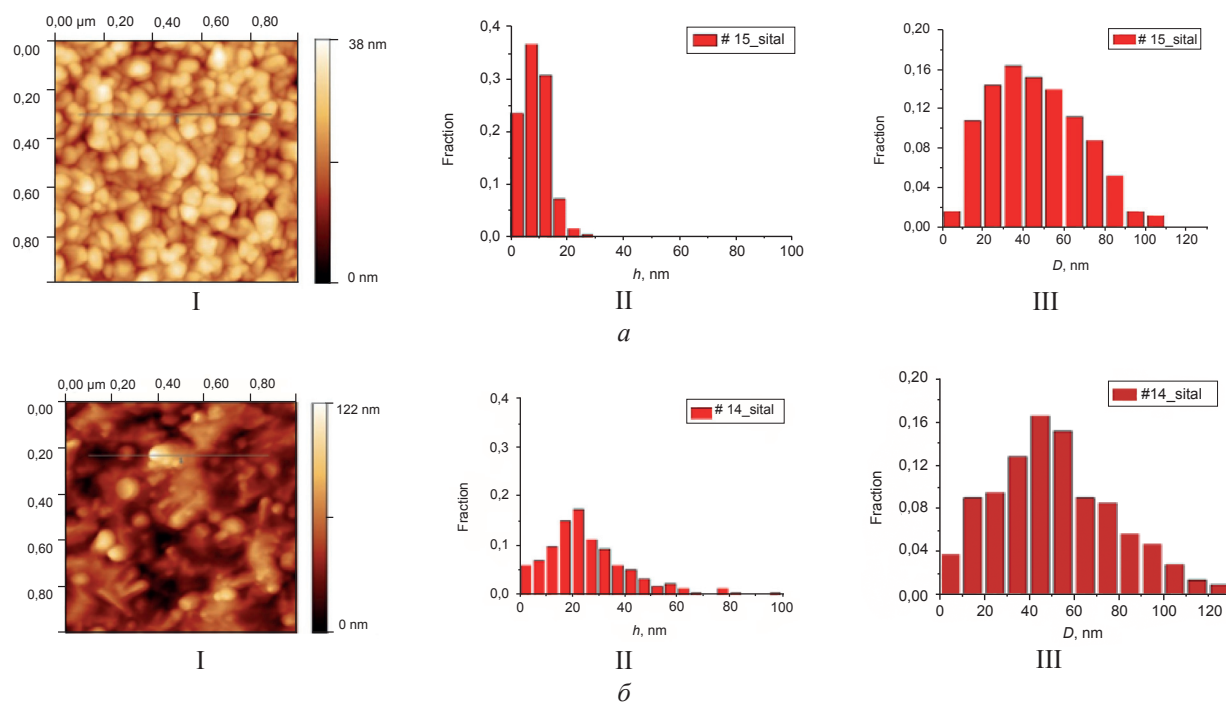 0,00 µm 0,20 0,40 0,60 0,80
0,00
0,20
0,40
0,60
0,80
38 nm
0 nm
I
0,4
0,3
0,2
0,1
0,0
Fraction
# 15_sital
0 20 40 60 80 100
h, nm
II
0,20
0,16
0,12
0,08
0,04
0,00
Fraction
# 15_sital
0 20 40 60 80 100 120
D, nm
III
а
0,00 µm 0,20 0,40 0,60 0,80
0,00
0,20
0,40
0,60
0,80
122 nm
0 nm
I
0,4
0,3
0,2
0,1
0,0
Fraction
# 14_sital
0 20 40 60 80 100
h, nm
II
0,20
0,16
0,12
0,08
0,04
0,00
Fraction
#14_sital
0 20 40 60 80 100 120
D, nm
III
б